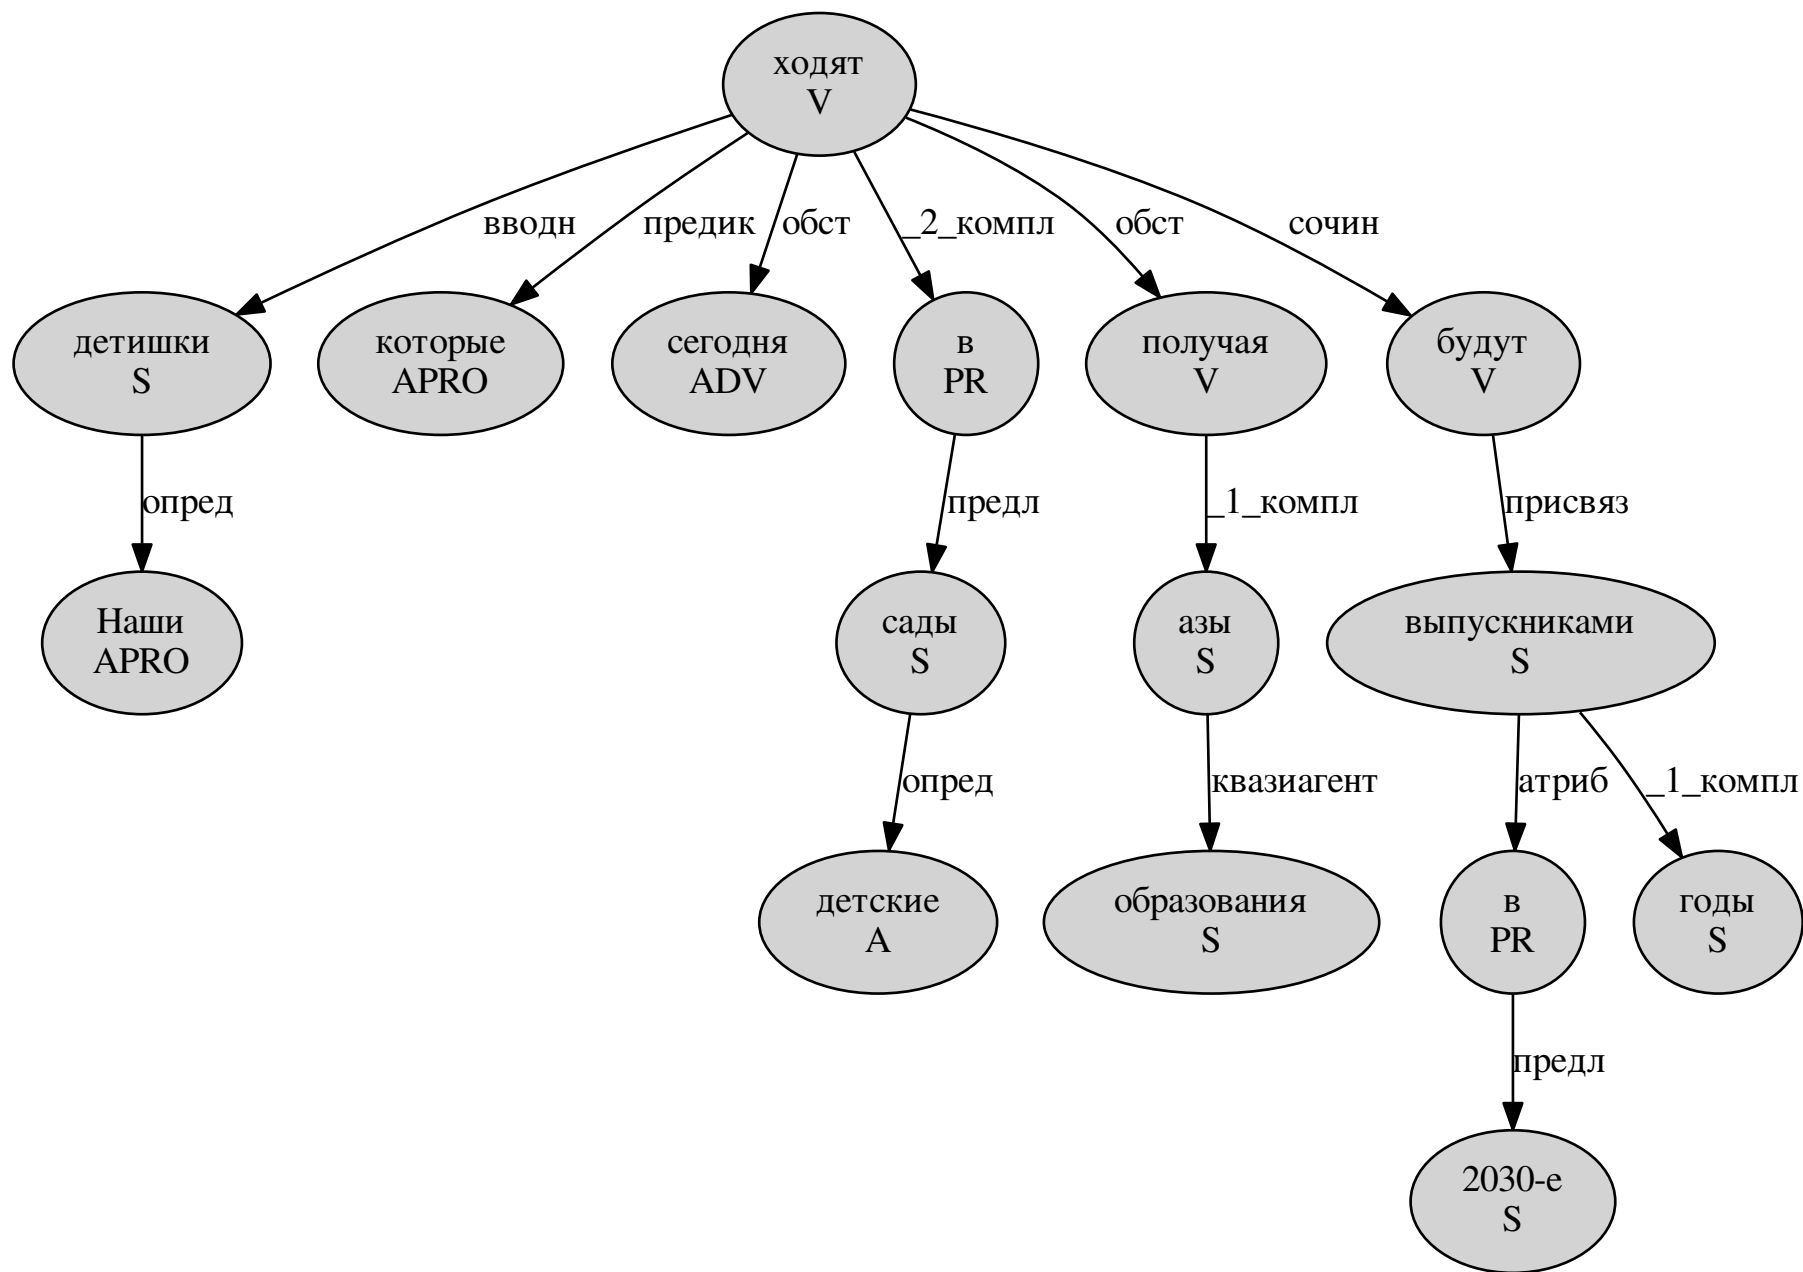 ходят
V
вводн
предик
обст
_2_компл
обст
сочин
детишки
S
которые
APRO
сегодня
ADV
в
PR
получая
V
будут
V
опред
предл
_1_компл
присвяз
Наши
APRO
сады
S
азы
S
выпускниками
S
опред
квазиагент
атриб
_1_компл
детские
A
образования
S
в
PR
годы
S
предл
2030-е
S